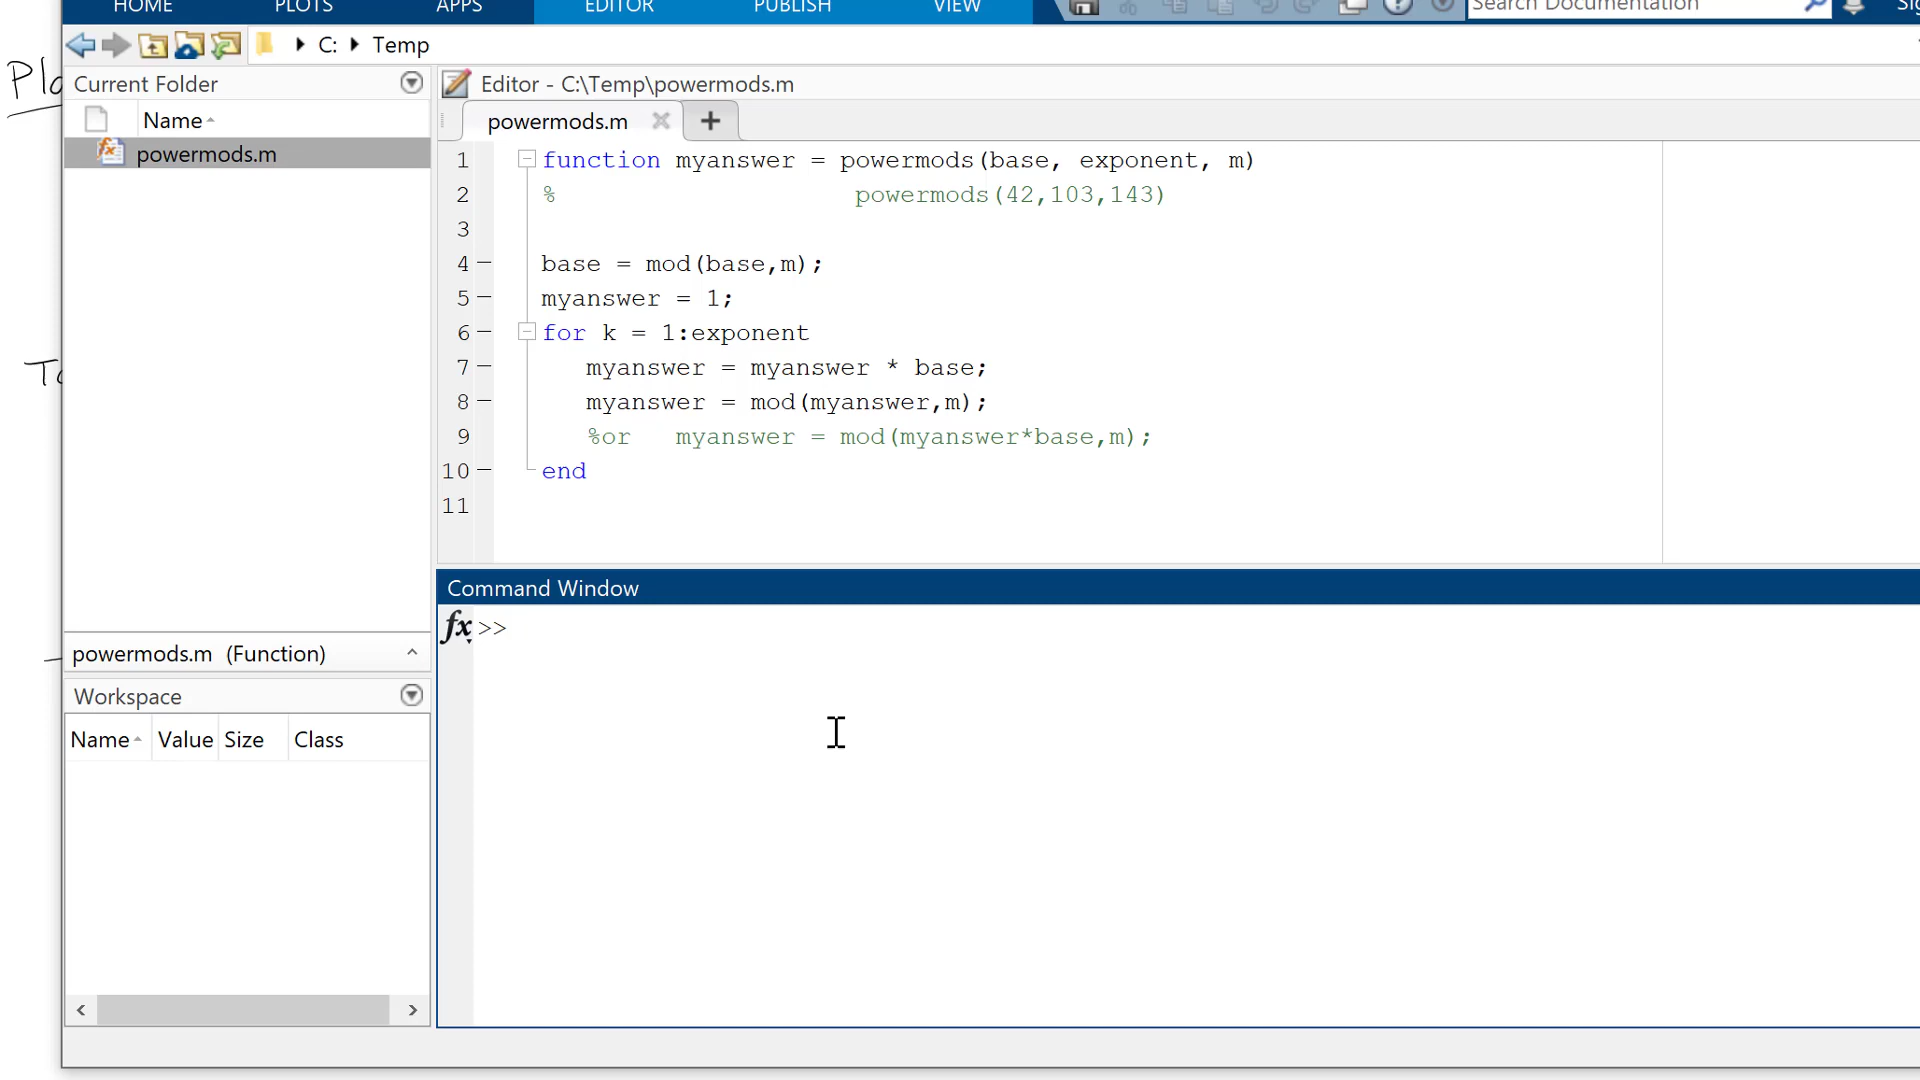 HOME PLOTS APPS EDITOR PUBLISH VIEW Search Documentation
C: Temp
Current Folder
Name
powermods.m
powermods.m (Function)
Workspace
Name Value Size Class
Editor - C:\Temp\powermods.m
powermods.m +
1 function myanswer = powermods(base, exponent, m)
2 % powermods(42,103,143)
3
4 base = mod(base,m);
5 myanswer = 1;
6 for k = 1:exponent
7 myanswer = myanswer * base;
8 myanswer = mod(myanswer,m);
9 %or myanswer = mod(myanswer*base,m);
10 end
11
Command Window
fx >>